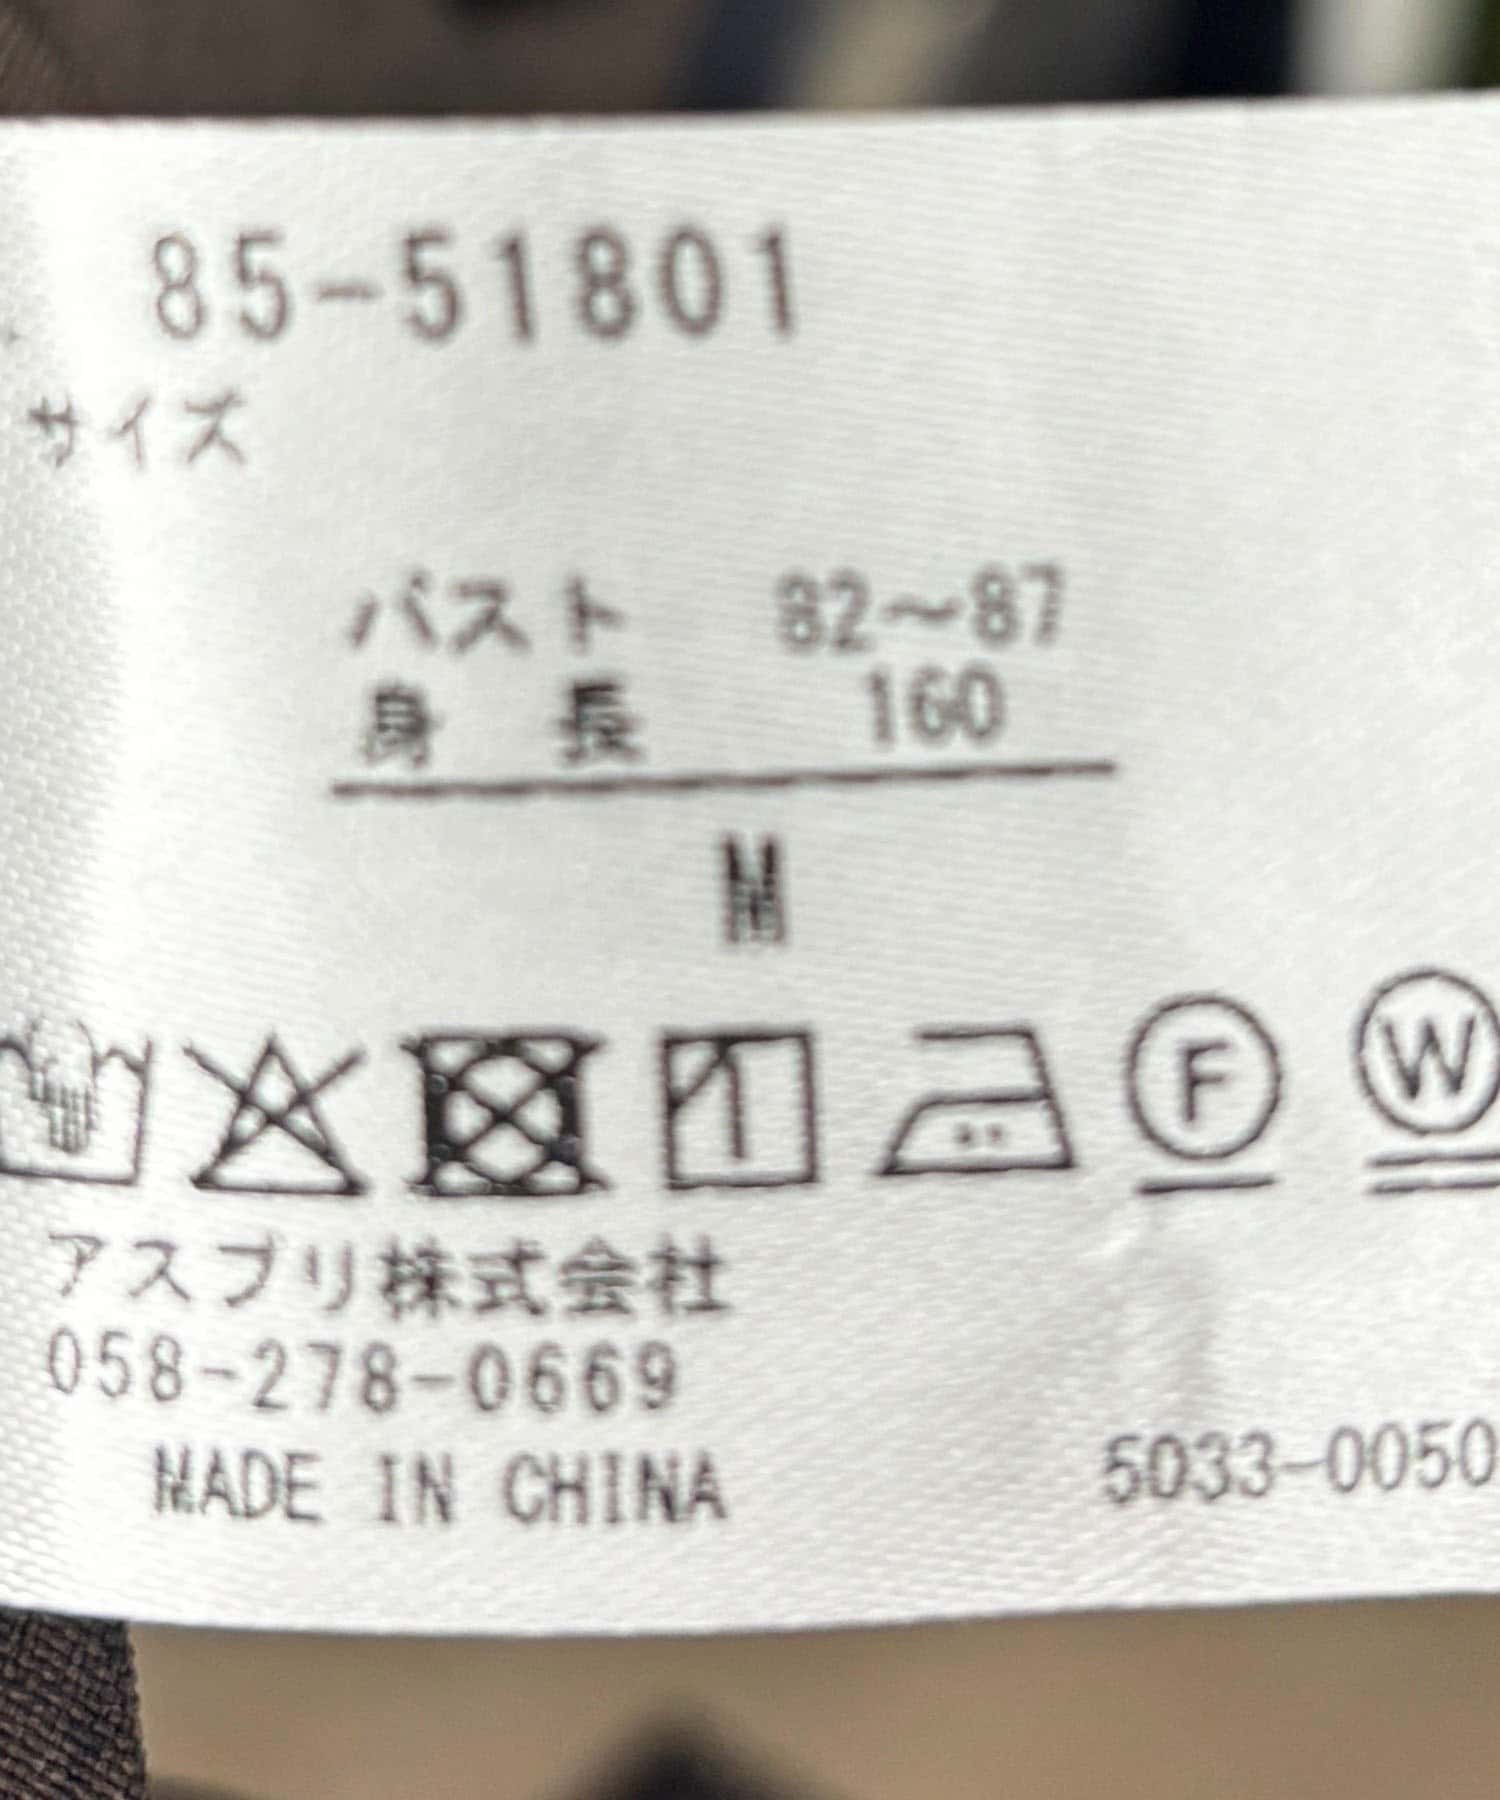 85-51801
サイズ
バスト 82〜87
身 長 160
M
F W
アスプリ株式会社
058-278-0669
MADE IN CHINA
5033-0050